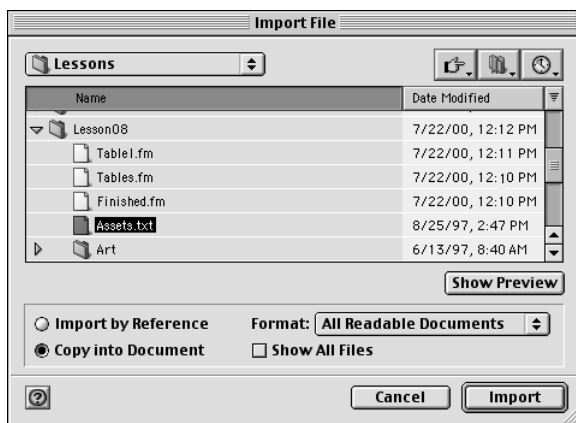 Import File
Lessons
Name Date Modified
Lesson08 7/22/00, 12:12 PM
Table1.fm 7/22/00, 12:11 PM
Tables.fm 7/22/00, 12:10 PM
Finished.fm 7/22/00, 12:10 PM
Assets.txt 8/25/97, 2:47 PM
Art 6/13/97, 8:40 AM
Show Preview
Import by Reference Format: All Readable Documents
Copy into Document Show All Files
? Cancel Import